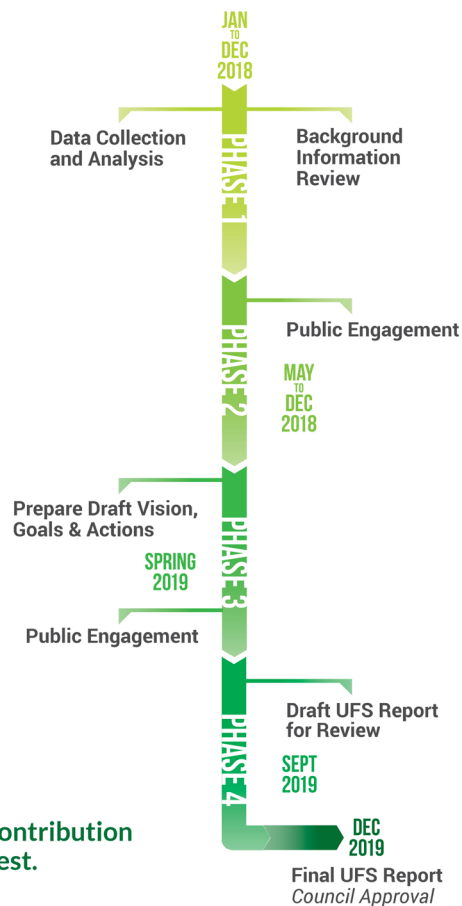 JAN
TO
DEC
2018
Data Collection
and Analysis
Background
Information
Review
PHASE 1
Public Engagement
PHASE 2
MAY
TO
DEC
2018
Prepare Draft Vision,
Goals & Actions
SPRING
2019
PHASE 3
Public Engagement
Draft UFS Report
for Review
PHASE 4
SEPT
2019
ontribution
est.
DEC
2019
Final UFS Report
Council Approval